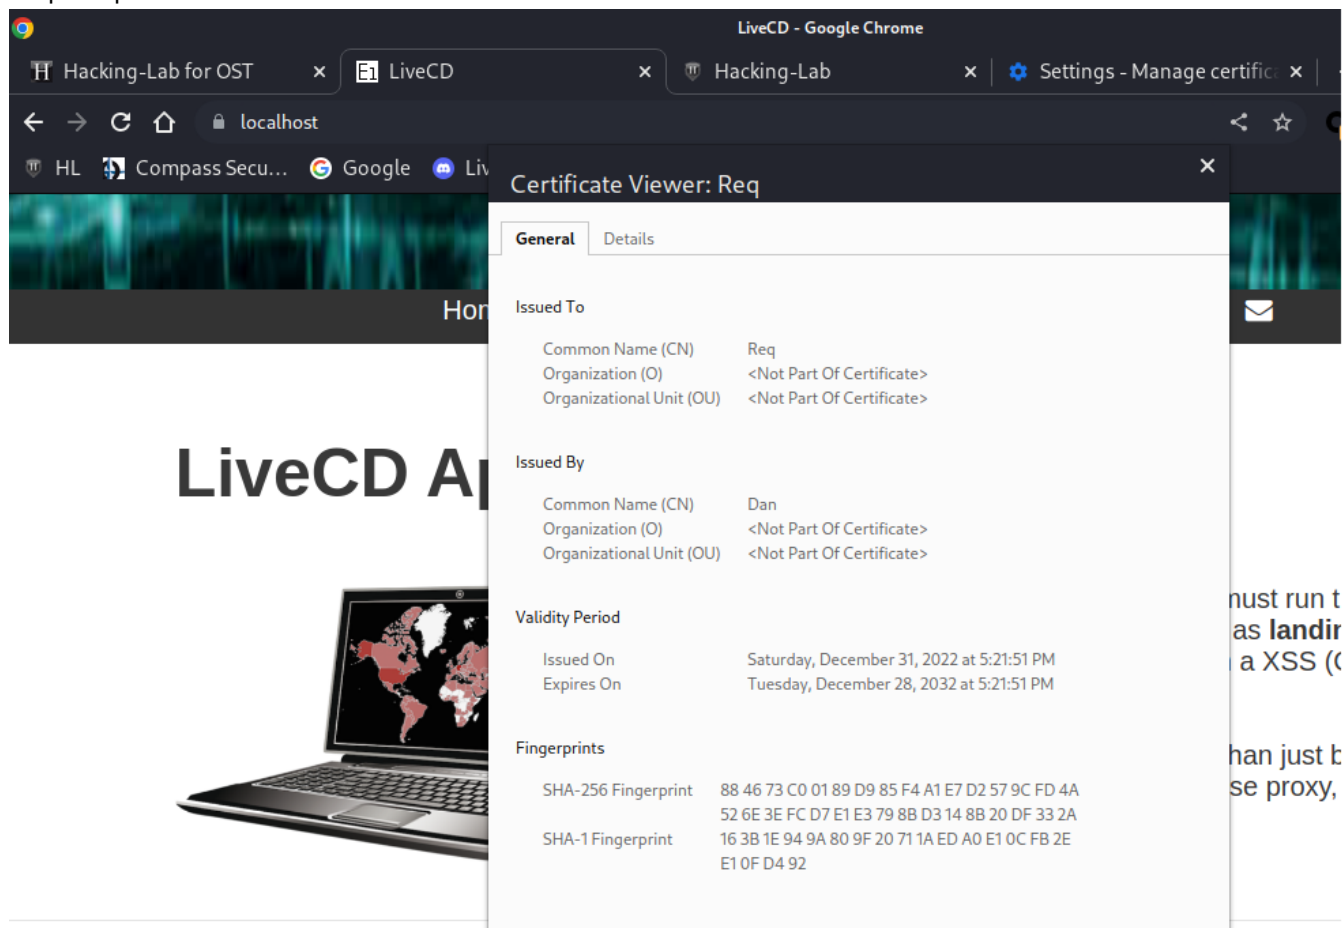 LiveCD - Google Chrome
Hacking-Lab for OST
LiveCD
Hacking-Lab
Settings - Manage certific
localhost
HL Compass Secu... Google Liv
Certificate Viewer: Req
General Details
Hor
Issued To
Common Name (CN) Req
Organization (O) <Not Part Of Certificate>
Organizational Unit (OU) <Not Part Of Certificate>
LiveCD Ap
Issued By
Common Name (CN) Dan
Organization (O) <Not Part Of Certificate>
Organizational Unit (OU) <Not Part Of Certificate>
Validity Period
Issued On Saturday, December 31, 2022 at 5:21:51 PM
Expires On Tuesday, December 28, 2032 at 5:21:51 PM
must run t
as landin
a XSS (
Fingerprints
SHA-256 Fingerprint 88 46 73 C0 01 89 D9 85 F4 A1 E7 D2 57 9C FD 4A
52 6E 3E FC D7 E1 E3 79 8B D3 14 8B 20 DF 33 2A
SHA-1 Fingerprint 16 3B 1E 94 9A 80 9F 20 71 1A ED A0 E1 0C FB 2E
E1 0F D4 92
han just b
se proxy,